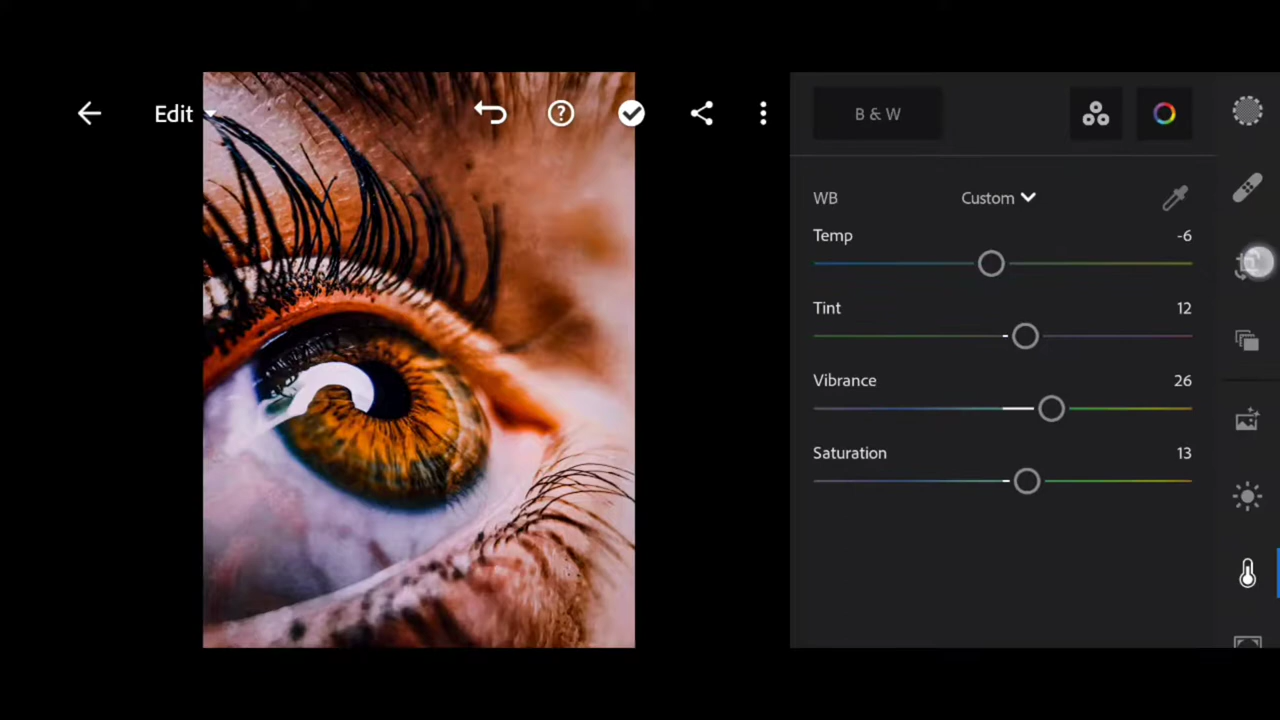 Edit
B & W
WB Custom
Temp -6
Tint 12
Vibrance 26
Saturation 13